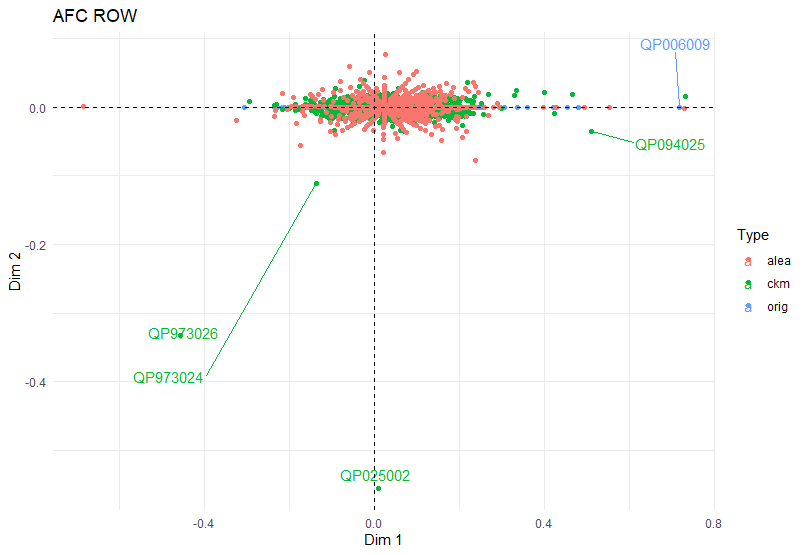 AFC ROW
QP006009
0.0
QP094025
-0.2
Dim 2
Type
a alea
a ckm
a orig
QP973026
QP973024
-0.4
QP025002
-0.4
0.0
0.4
0.8
Dim 1